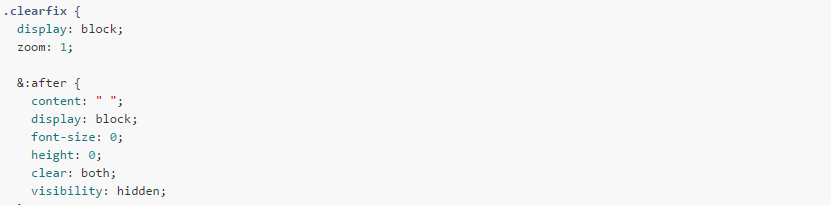 .clearfix {
  display: block;
  zoom: 1;

  &:after {
    content: " ";
    display: block;
    font-size: 0;
    height: 0;
    clear: both;
    visibility: hidden;